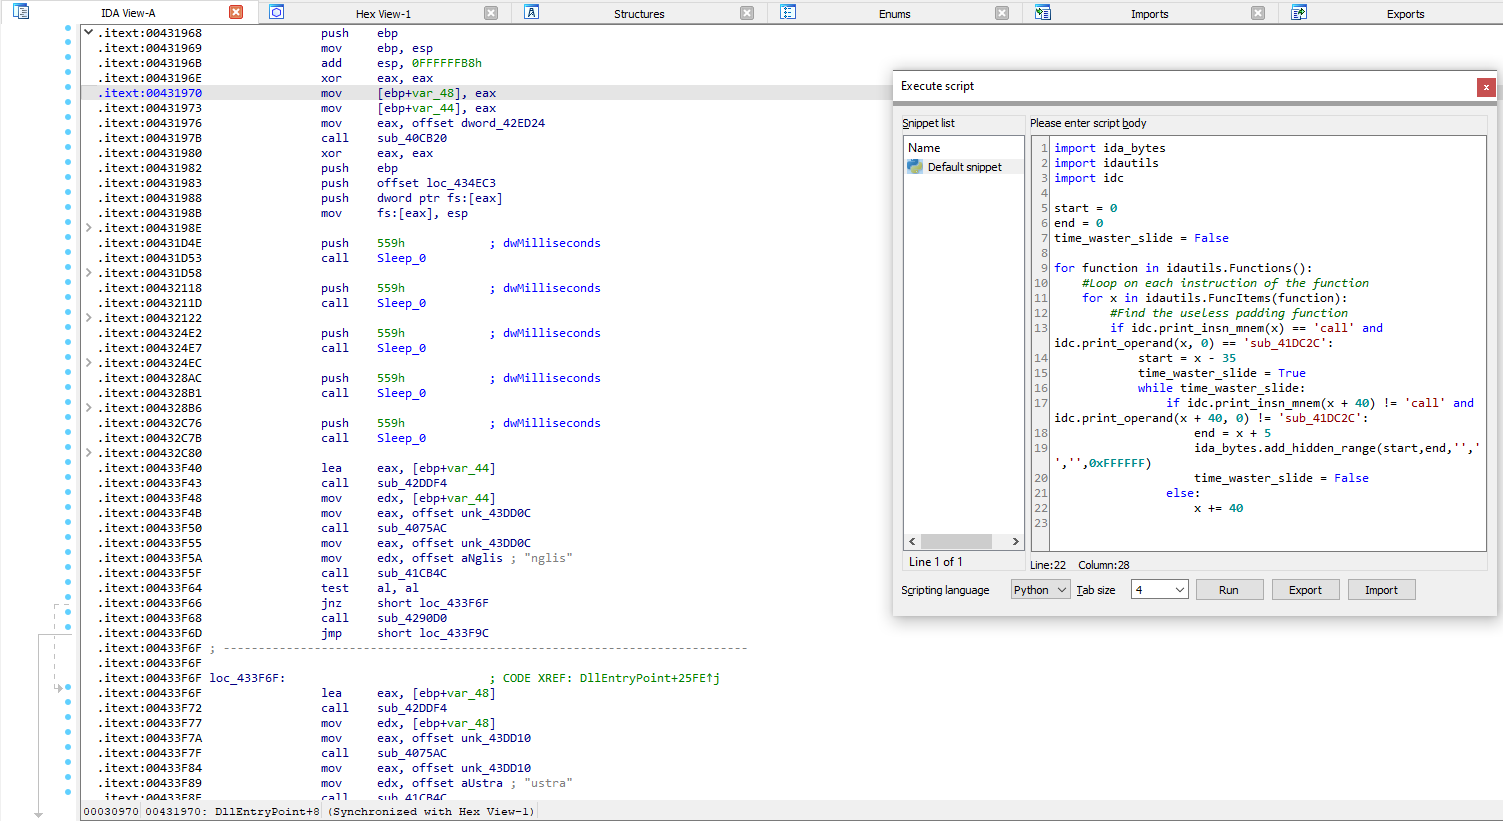 IDA View-A Hex View-1 Structures Enums Imports Exports
.itext:00431968 push ebp
.itext:00431969 mov ebp, esp
.itext:0043196B add esp, 0FFFFFFB8h
.itext:0043196E xor eax, eax
.itext:00431970 mov [ebp+var_48], eax
.itext:00431973 mov [ebp+var_44], eax
.itext:00431976 mov eax, offset dword_42ED24
.itext:0043197B call sub_40CB20
.itext:00431980 xor eax, eax
.itext:00431982 push ebp
.itext:00431983 push offset loc_434EC3
.itext:00431988 push dword ptr fs:[eax]
.itext:0043198B mov fs:[eax], esp
.itext:0043198E
.itext:00431D4E push 559h ; dwMilliseconds
.itext:00431D53 call Sleep_0
.itext:00431D58
.itext:00432118 push 559h ; dwMilliseconds
.itext:0043211D call Sleep_0
.itext:00432122
.itext:004324E2 push 559h ; dwMilliseconds
.itext:004324E7 call Sleep_0
.itext:004324EC
.itext:004328AC push 559h ; dwMilliseconds
.itext:004328B1 call Sleep_0
.itext:004328B6
.itext:00432C76 push 559h ; dwMilliseconds
.itext:00432C7B call Sleep_0
.itext:00432C80
.itext:00433F40 lea eax, [ebp+var_44]
.itext:00433F43 call sub_42DDF4
.itext:00433F48 mov edx, [ebp+var_44]
.itext:00433F4B mov eax, offset unk_43DD0C
.itext:00433F50 call sub_4075AC
.itext:00433F55 mov eax, offset unk_43DD0C
.itext:00433F5A mov edx, offset aNglis ; "nglis"
.itext:00433F5F call sub_41CB4C
.itext:00433F64 test al, al
.itext:00433F66 jnz short loc_433F6F
.itext:00433F68 call sub_4290D0
.itext:00433F6D jmp short loc_433F9C
.itext:00433F6F ; ---------------------------------------------------------------------------
.itext:00433F6F
.itext:00433F6F loc_433F6F: ; CODE XREF: DllEntryPoint+25FE↑j
.itext:00433F6F lea eax, [ebp+var_48]
.itext:00433F72 call sub_42DDF4
.itext:00433F77 mov edx, [ebp+var_48]
.itext:00433F7A mov eax, offset unk_43DD10
.itext:00433F7F call sub_4075AC
.itext:00433F84 mov eax, offset unk_43DD10
.itext:00433F89 mov edx, offset aUstra ; "ustra"
.itext:00433F8E call sub_41CB4C
00030970 00431970: DllEntryPoint+8 (Synchronized with Hex View-1)
Execute script x
Snippet list Please enter script body
Name
Default snippet
1 import ida_bytes
2 import idautils
3 import idc
4
5 start = 0
6 end = 0
7 time_waster_slide = False
8
9 for function in idautils.Functions():
10 #Loop on each instruction of the function
11 for x in idautils.FuncItems(function):
12 #Find the useless padding function
13 if idc.print_insn_mnem(x) == 'call' and
idc.print_operand(x, 0) == 'sub_41DC2C':
14 start = x - 35
15 time_waster_slide = True
16 while time_waster_slide:
17 if idc.print_insn_mnem(x + 40) != 'call' and
idc.print_operand(x + 40, 0) != 'sub_41DC2C':
18 end = x + 5
19 ida_bytes.add_hidden_range(start,end,'','
','',0xFFFFFF)
20 time_waster_slide = False
21 else:
22 x += 40
23
Line 1 of 1
Line:22 Column:28
Scripting language Python Tab size 4 Run Export Import